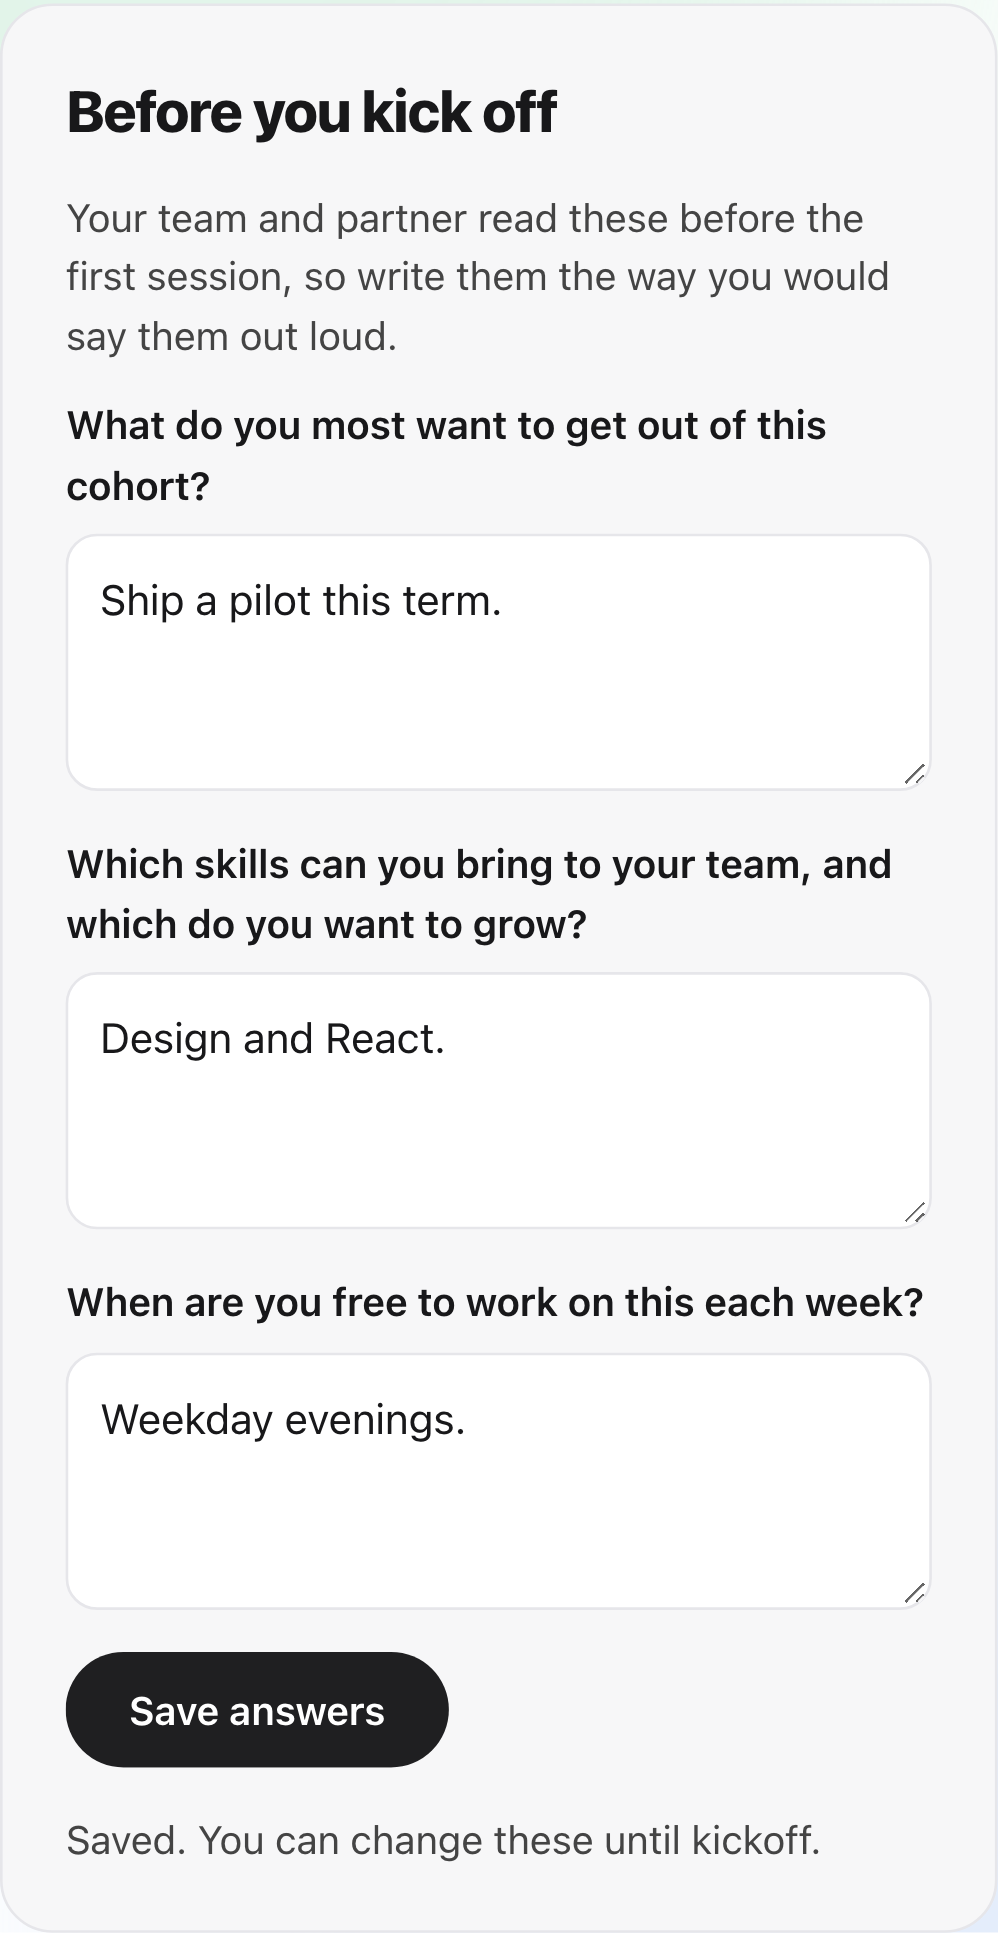 Before you kick off
Your team and partner read these before the
first session, so write them the way you would
say them out loud.
What do you most want to get out of this
cohort?
Ship a pilot this term.
Which skills can you bring to your team, and
which do you want to grow?
Design and React.
When are you free to work on this each week?
Weekday evenings.
Save answers
Saved. You can change these until kickoff.